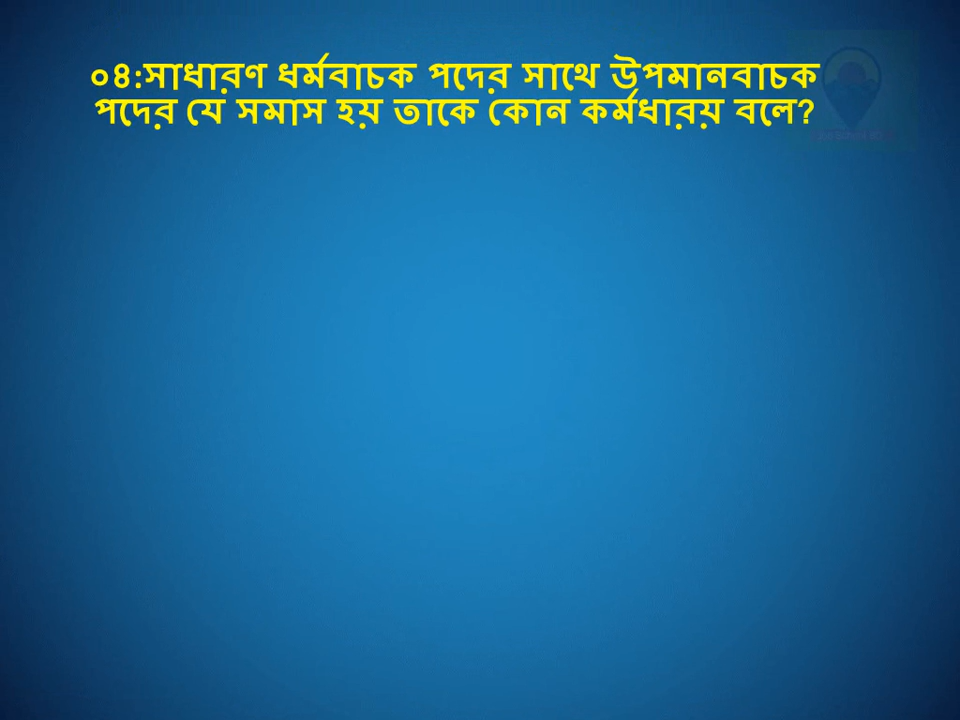 ০৪:সাধারণ ধর্মবাচক পদের সাথে উপমানবাচক
পদের যে সমাস হয় তাকে কোন কর্মধারয় বলে?